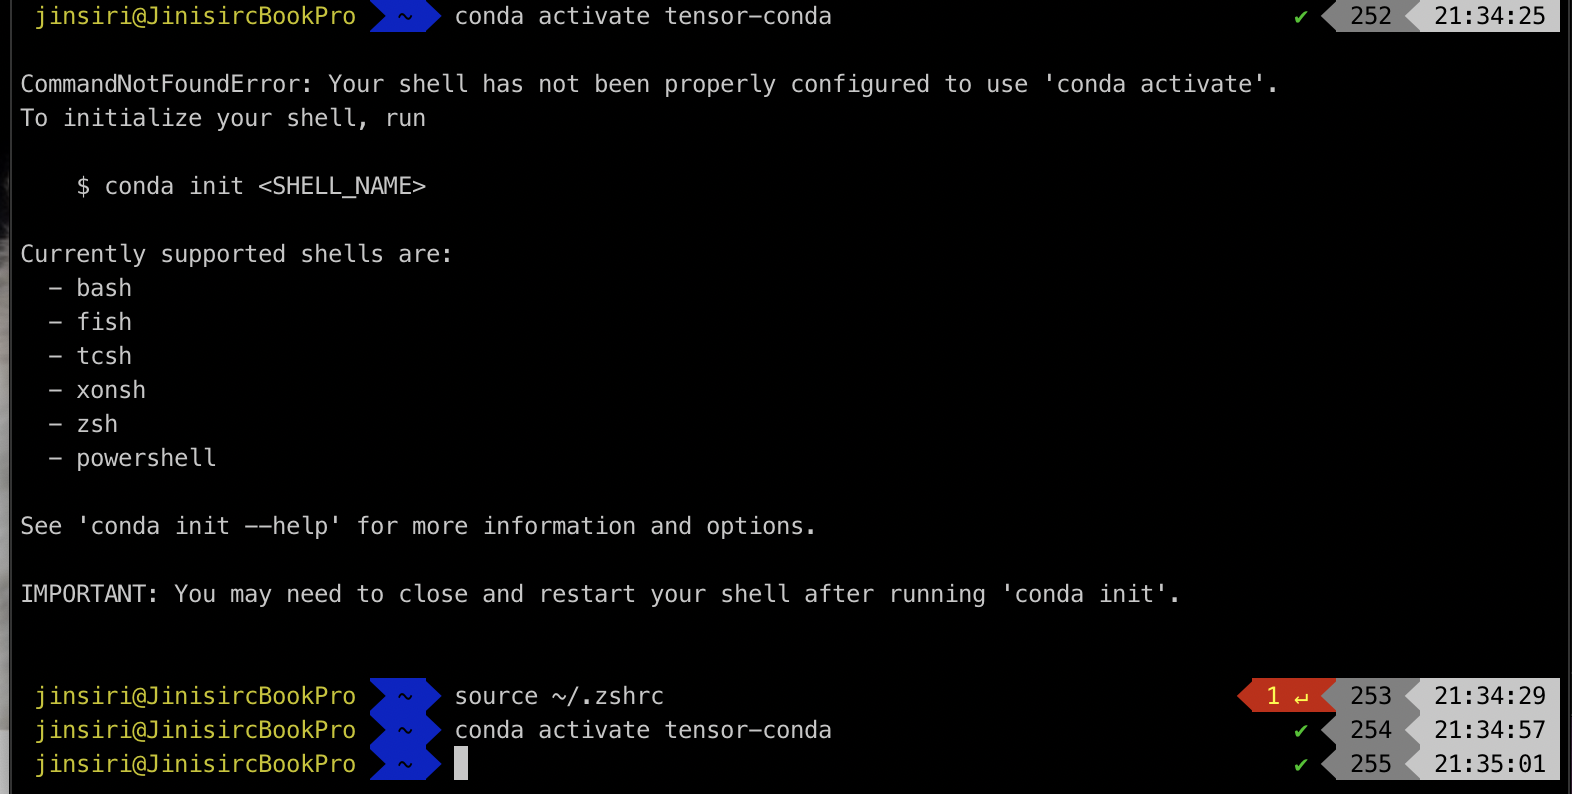 jinsiri@JinisircBookPro ~ conda activate tensor-conda ✔ 252 21:34:25
CommandNotFoundError: Your shell has not been properly configured to use 'conda activate'.
To initialize your shell, run
$ conda init <SHELL_NAME>
Currently supported shells are:
- bash
- fish
- tcsh
- xonsh
- zsh
- powershell
See 'conda init --help' for more information and options.
IMPORTANT: You may need to close and restart your shell after running 'conda init'.
jinsiri@JinisircBookPro ~ source ~/.zshrc 1 ↵ 253 21:34:29
jinsiri@JinisircBookPro ~ conda activate tensor-conda ✔ 254 21:34:57
jinsiri@JinisircBookPro ~ ✔ 255 21:35:01